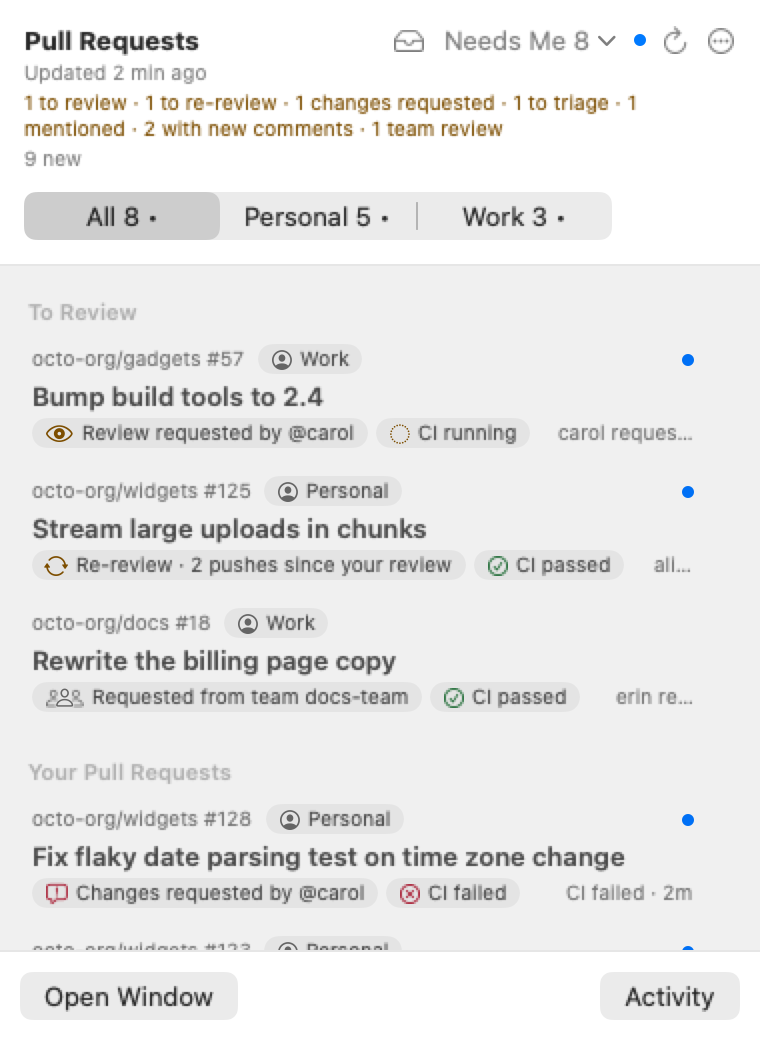 Pull Requests
Needs Me 8
Updated 2 min ago
1 to review · 1 to re-review · 1 changes requested · 1 to triage · 1
mentioned · 2 with new comments · 1 team review
9 new
All 8 •
Personal 5 •
Work 3 •
To Review
octo-org/gadgets #57 Work
Bump build tools to 2.4
Review requested by @carol CI running carol reques...
octo-org/widgets #125 Personal
Stream large uploads in chunks
Re-review · 2 pushes since your review CI passed ali...
octo-org/docs #18 Work
Rewrite the billing page copy
Requested from team docs-team CI passed erin re...
Your Pull Requests
octo-org/widgets #128 Personal
Fix flaky date parsing test on time zone change
Changes requested by @carol CI failed CI failed · 2m
octo-org/widgets #123 Personal
Open Window
Activity